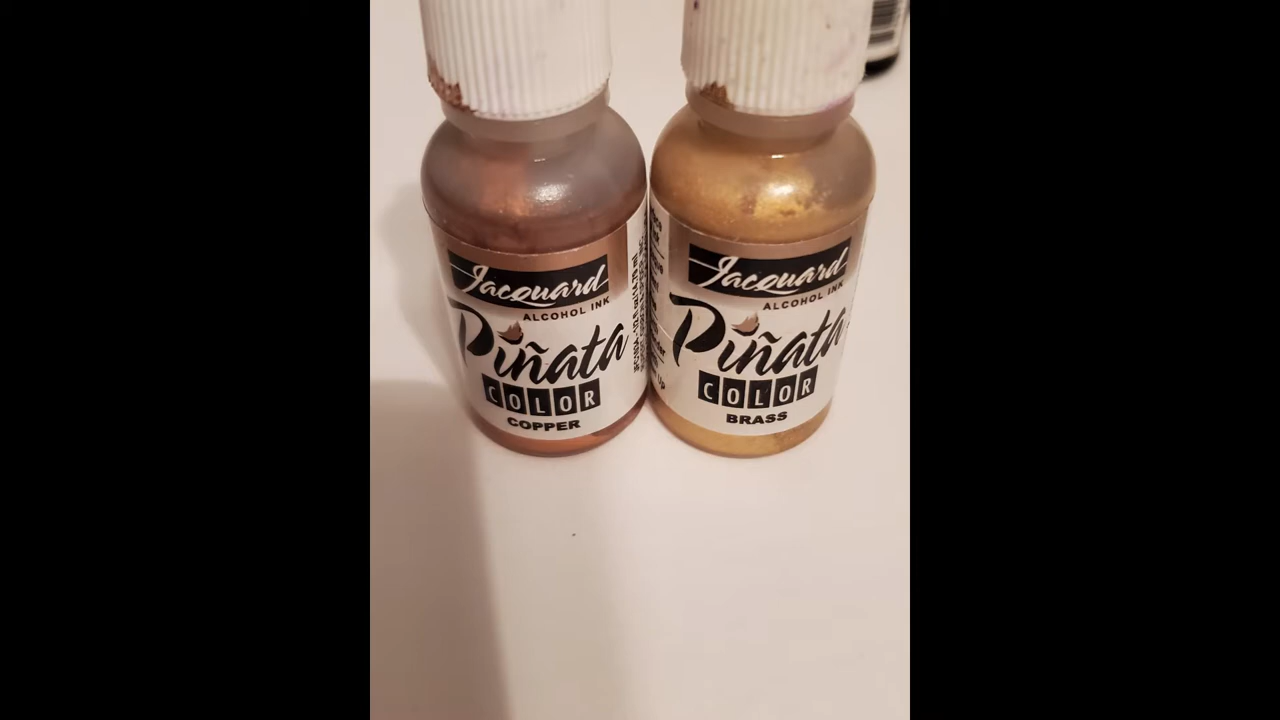 Jacquard
ALCOHOL INK
Piñata
COLOR
COPPER
Jacquard
ALCOHOL INK
Piñata
COLOR
BRASS